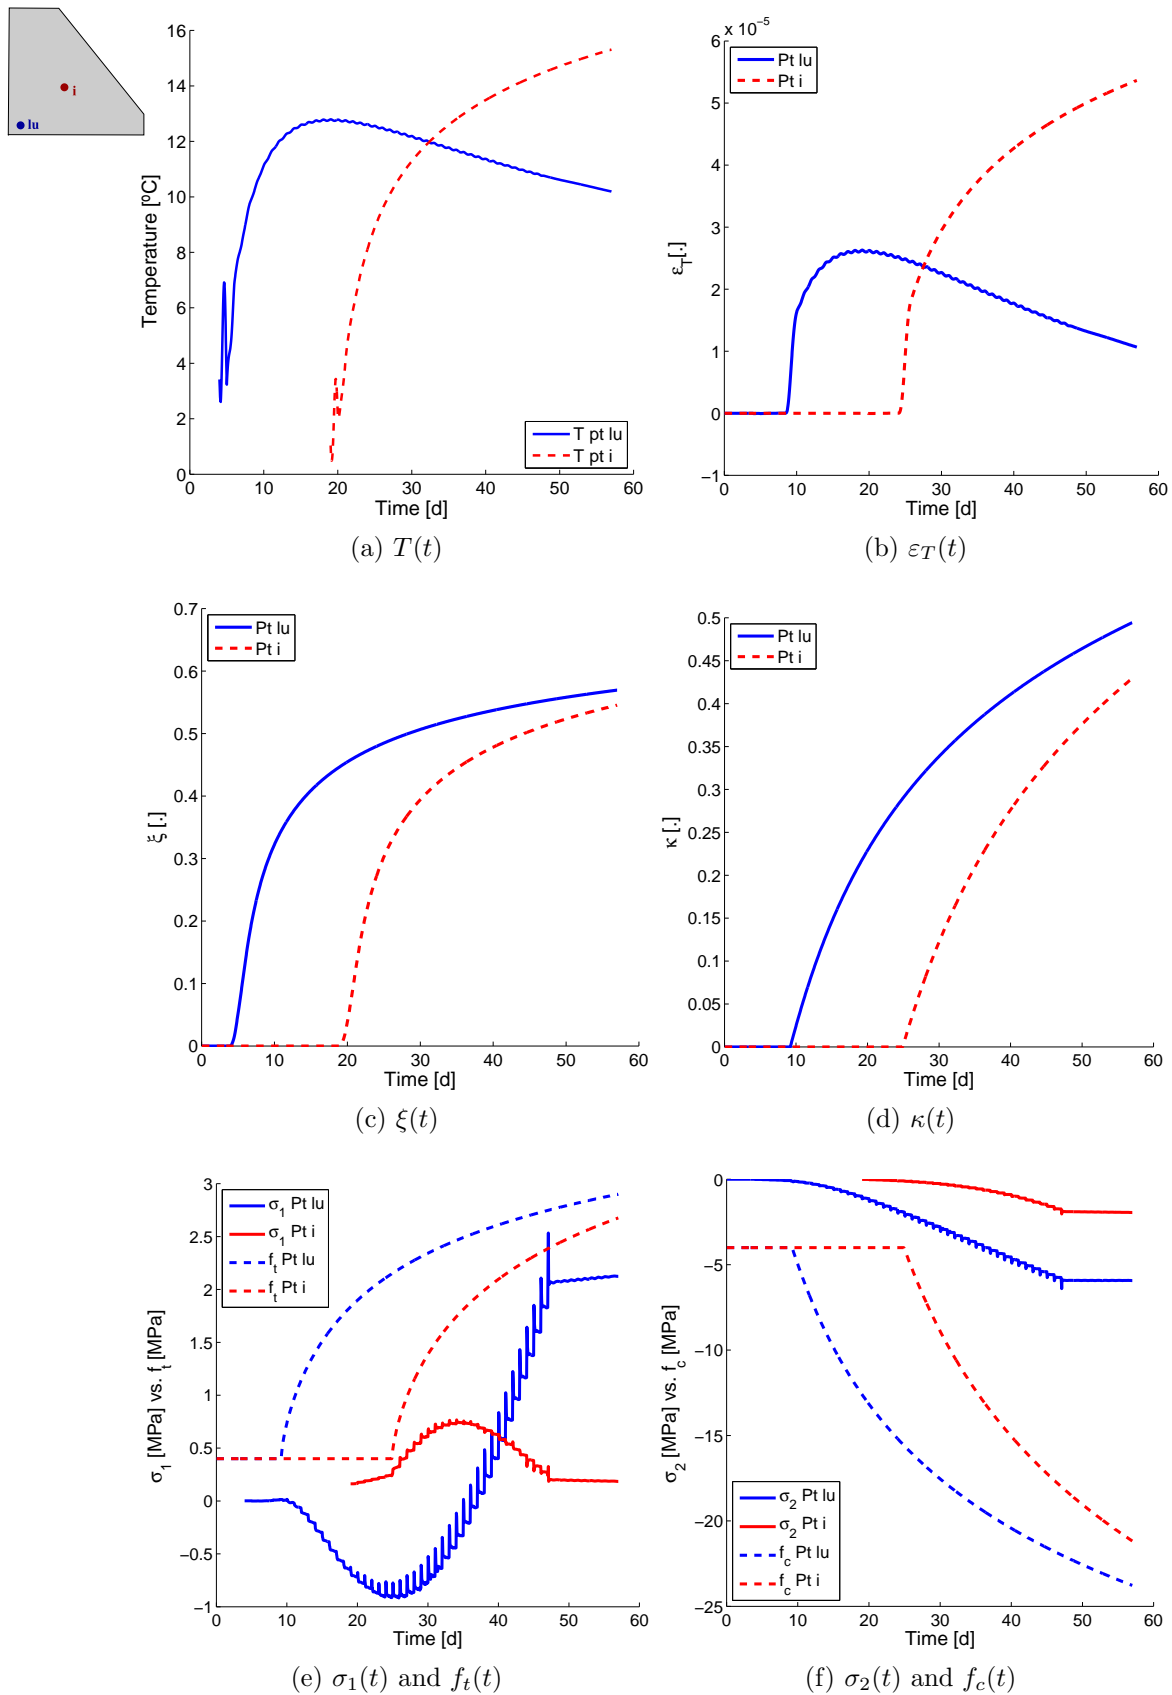 i
lu
16
14
12
10
8
6
4
2
0
0 10 20 30 40 50 60
Temperature [ºC]
Time [d]
T pt lu
T pt i
(a) T(t)
x 10⁻⁵
6
5
4
3
2
1
0
−1
0 10 20 30 40 50 60
ε_T[.]
Time [d]
Pt lu
Pt i
(b) ε_T(t)
0.7
0.6
0.5
0.4
0.3
0.2
0.1
0
0 10 20 30 40 50 60
ξ [.]
Time [d]
Pt lu
Pt i
(c) ξ(t)
0.5
0.45
0.4
0.35
0.3
0.25
0.2
0.15
0.1
0.05
0
0 10 20 30 40 50 60
κ [.]
Time [d]
Pt lu
Pt i
(d) κ(t)
3
2.5
2
1.5
1
0.5
0
−0.5
−1
0 10 20 30 40 50 60
σ_1 [MPa] vs. f_t [MPa]
Time [d]
σ_1 Pt lu
σ_1 Pt i
f_t Pt lu
f_t Pt i
(e) σ₁(t) and f_t(t)
0
−5
−10
−15
−20
−25
0 10 20 30 40 50 60
σ_2 [MPa] vs. f_c [MPa]
Time [d]
σ_2 Pt lu
σ_2 Pt i
f_c Pt lu
f_c Pt i
(f) σ₂(t) and f_c(t)